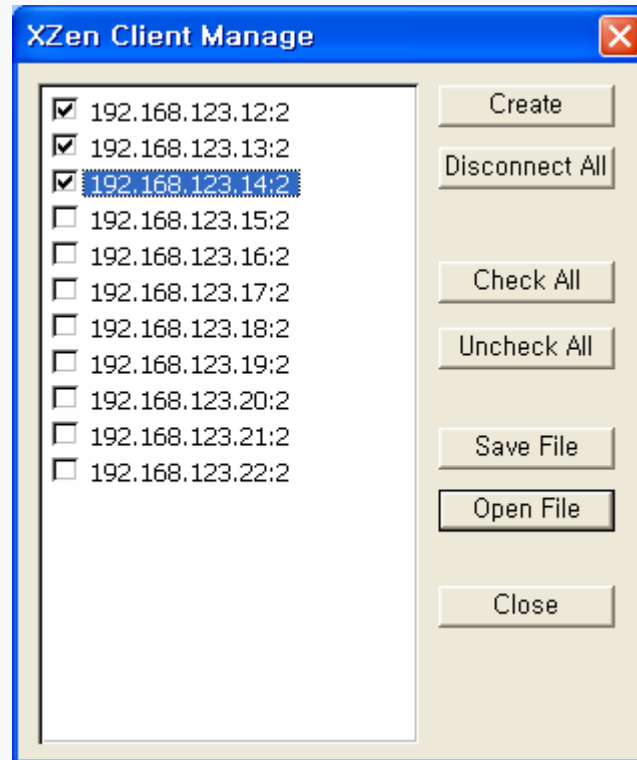 XZen Client Manage
192.168.123.12:2
192.168.123.13:2
192.168.123.14:2
192.168.123.15:2
192.168.123.16:2
192.168.123.17:2
192.168.123.18:2
192.168.123.19:2
192.168.123.20:2
192.168.123.21:2
192.168.123.22:2
Create
Disconnect All
Check All
Uncheck All
Save File
Open File
Close